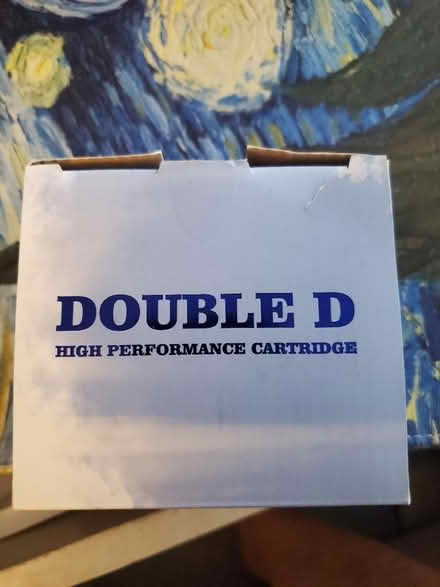 DOUBLE D
HIGH PERFORMANCE CARTRIDGE